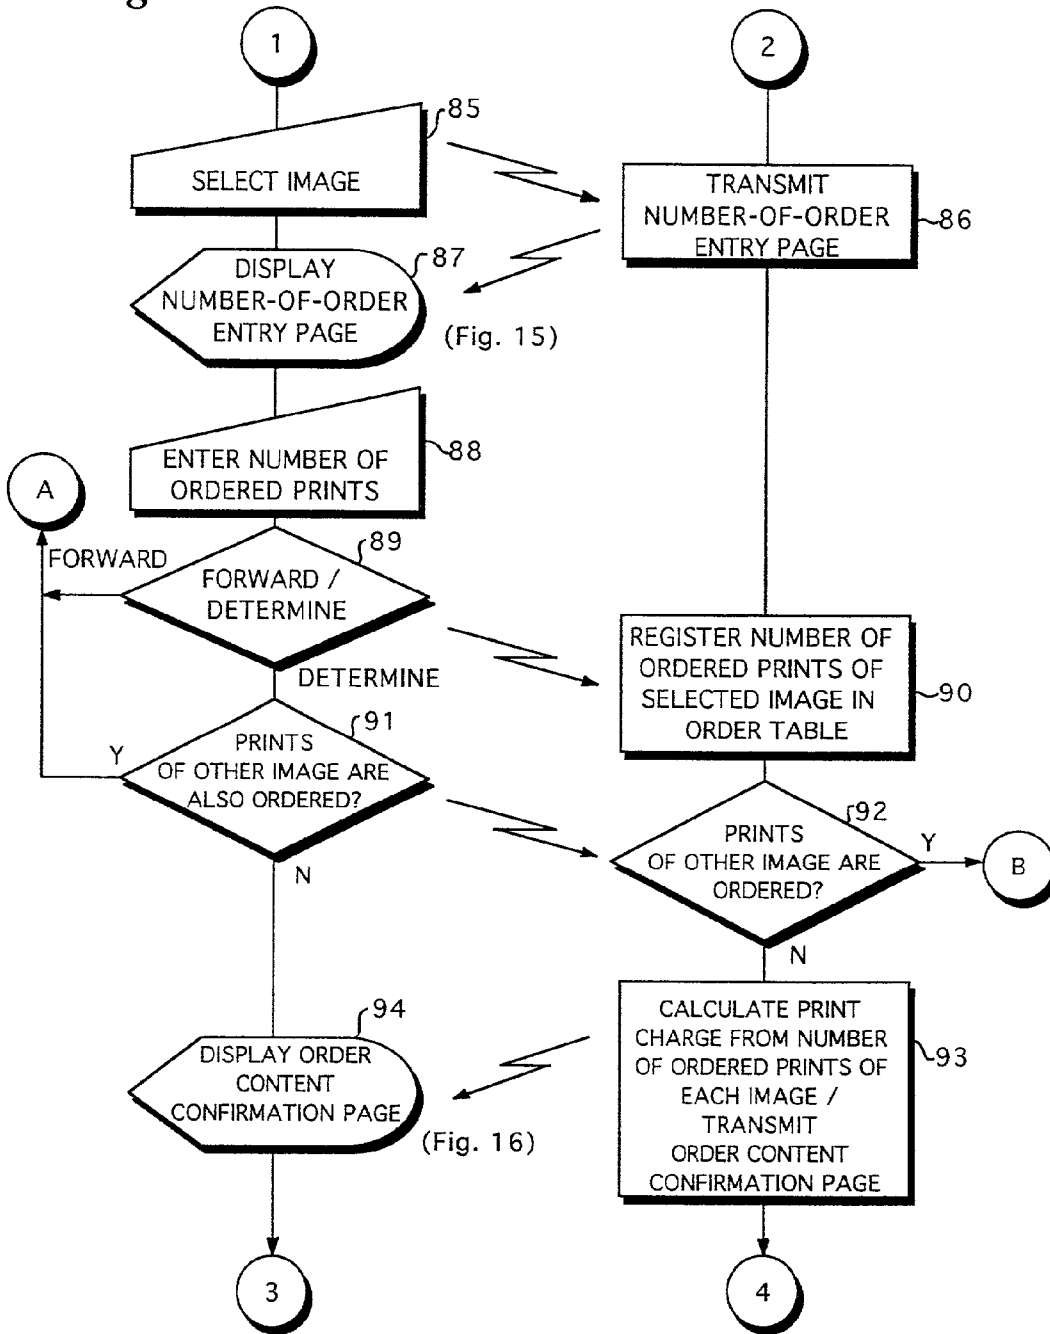 1
2
85
SELECT IMAGE
TRANSMIT
NUMBER-OF-ORDER
ENTRY PAGE
86
87
DISPLAY
NUMBER-OF-ORDER
ENTRY PAGE
(Fig. 15)
88
ENTER NUMBER OF
ORDERED PRINTS
A
FORWARD
89
FORWARD /
DETERMINE
DETERMINE
REGISTER NUMBER OF
ORDERED PRINTS OF
SELECTED IMAGE IN
ORDER TABLE
90
91
Y
PRINTS
OF OTHER IMAGE ARE
ALSO ORDERED?
N
92
PRINTS
OF OTHER IMAGE ARE
ORDERED?
Y
B
N
94
DISPLAY ORDER
CONTENT
CONFIRMATION PAGE
(Fig. 16)
CALCULATE PRINT
CHARGE FROM NUMBER
OF ORDERED PRINTS OF
EACH IMAGE /
TRANSMIT
ORDER CONTENT
CONFIRMATION PAGE
93
3
4